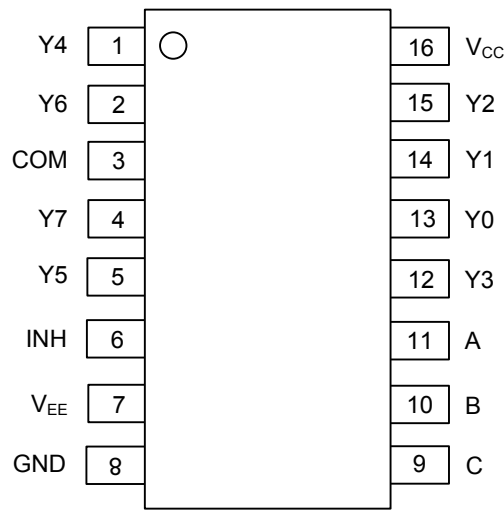 Y4 1 16 VCC
Y6 2 15 Y2
COM 3 14 Y1
Y7 4 13 Y0
Y5 5 12 Y3
INH 6 11 A
VEE 7 10 B
GND 8 9 C